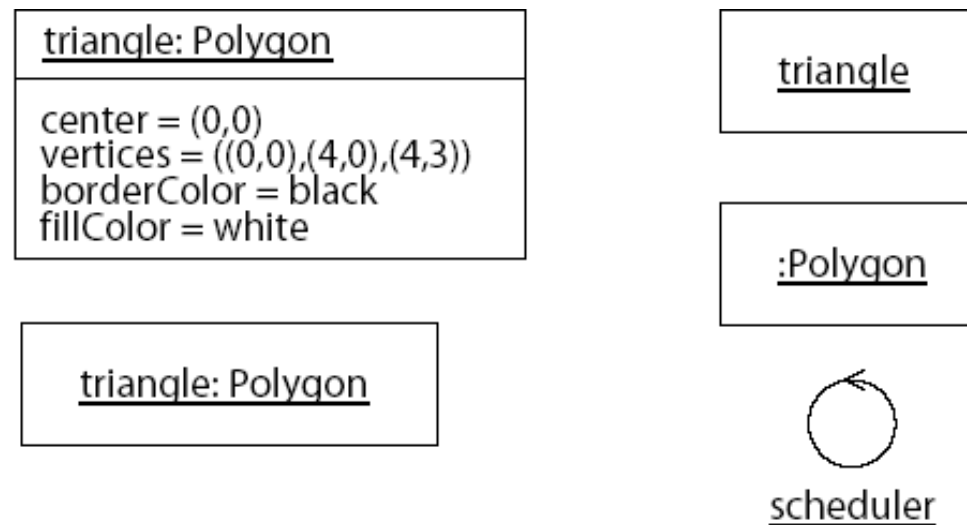 triangle: Polygon
center = (0,0)
vertices = ((0,0),(4,0),(4,3))
borderColor = black
fillColor = white
triangle: Polygon
triangle
:Polygon
scheduler